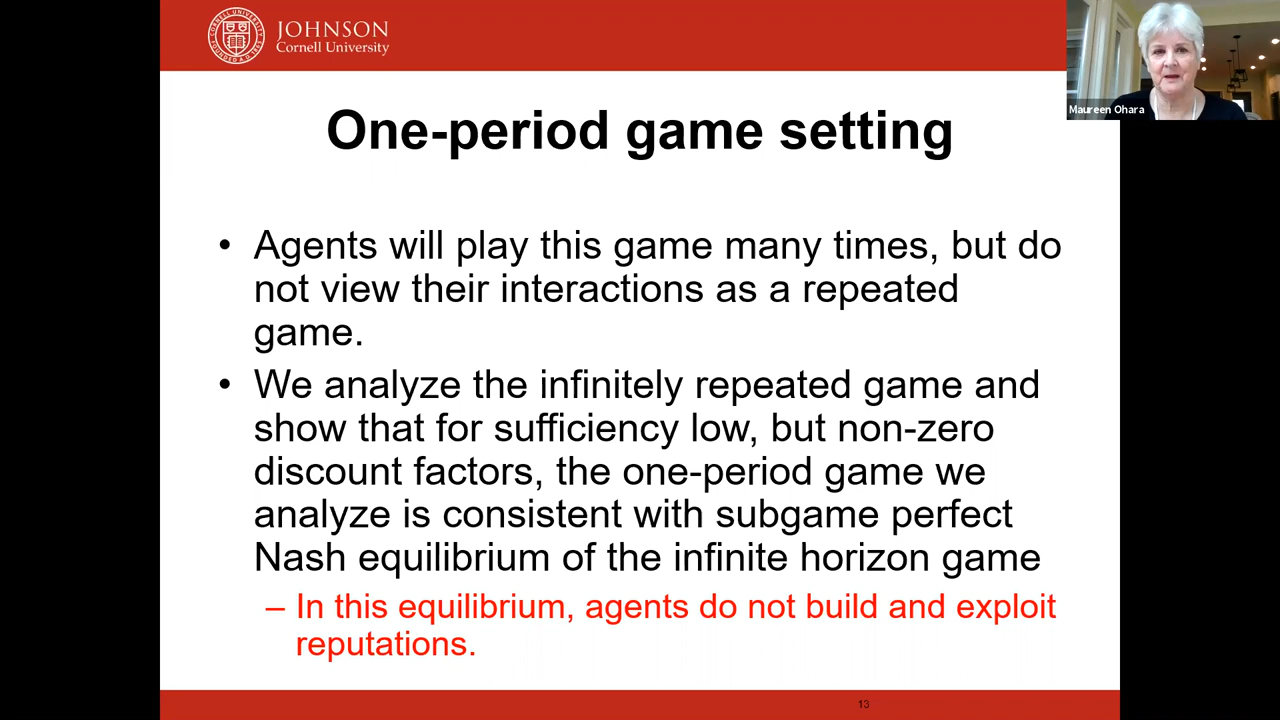 JOHNSON
Cornell University
Maureen Ohara
One-period game setting
• Agents will play this game many times, but do
not view their interactions as a repeated
game.
• We analyze the infinitely repeated game and
show that for sufficiency low, but non-zero
discount factors, the one-period game we
analyze is consistent with subgame perfect
Nash equilibrium of the infinite horizon game
– In this equilibrium, agents do not build and exploit
reputations.
13